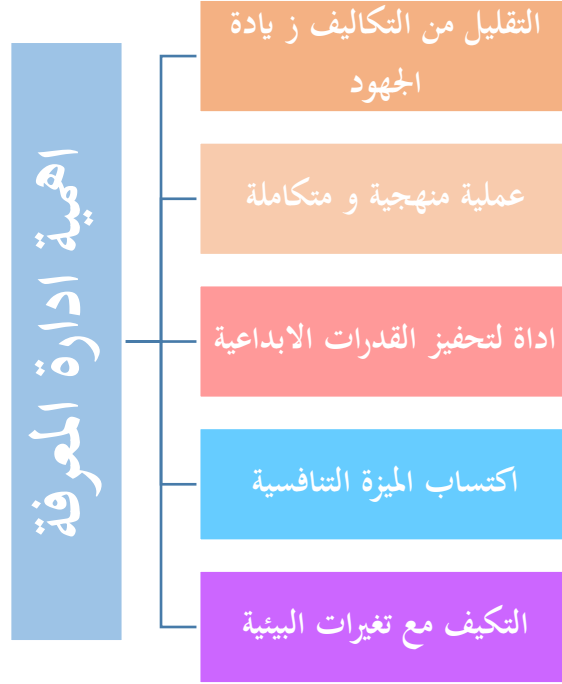 اهمية ادارة المعرفة
التقليل من التكاليف ز يادة
الجهود
عملية منهجية و متكاملة
اداة لتحفيز القدرات الابداعية
اكتساب الميزة التنافسية
التكيف مع تغيرات البيئية